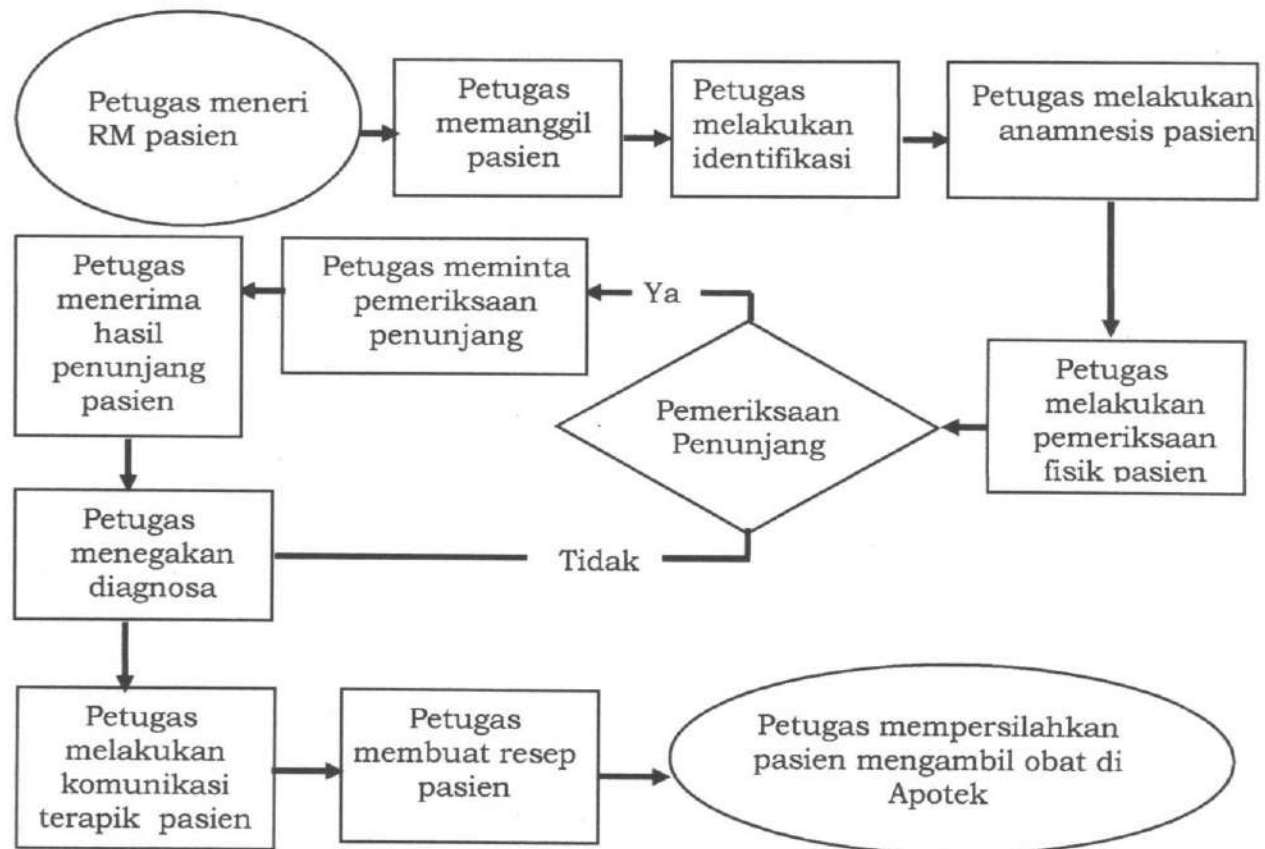 Petugas meneri
RM pasien
Petugas
memanggil
pasien
Petugas
melakukan
identifikasi
Petugas melakukan
anamnesis pasien
Petugas
melakukan
pemeriksaan
fisik pasien
Pemeriksaan
Penunjang
Ya
Petugas meminta
pemeriksaan
penunjang
Petugas
menerima
hasil
penunjang
pasien
Tidak
Petugas
menegakan
diagnosa
Petugas
melakukan
komunikasi
terapik pasien
Petugas
membuat resep
pasien
Petugas mempersilahkan
pasien mengambil obat di
Apotek